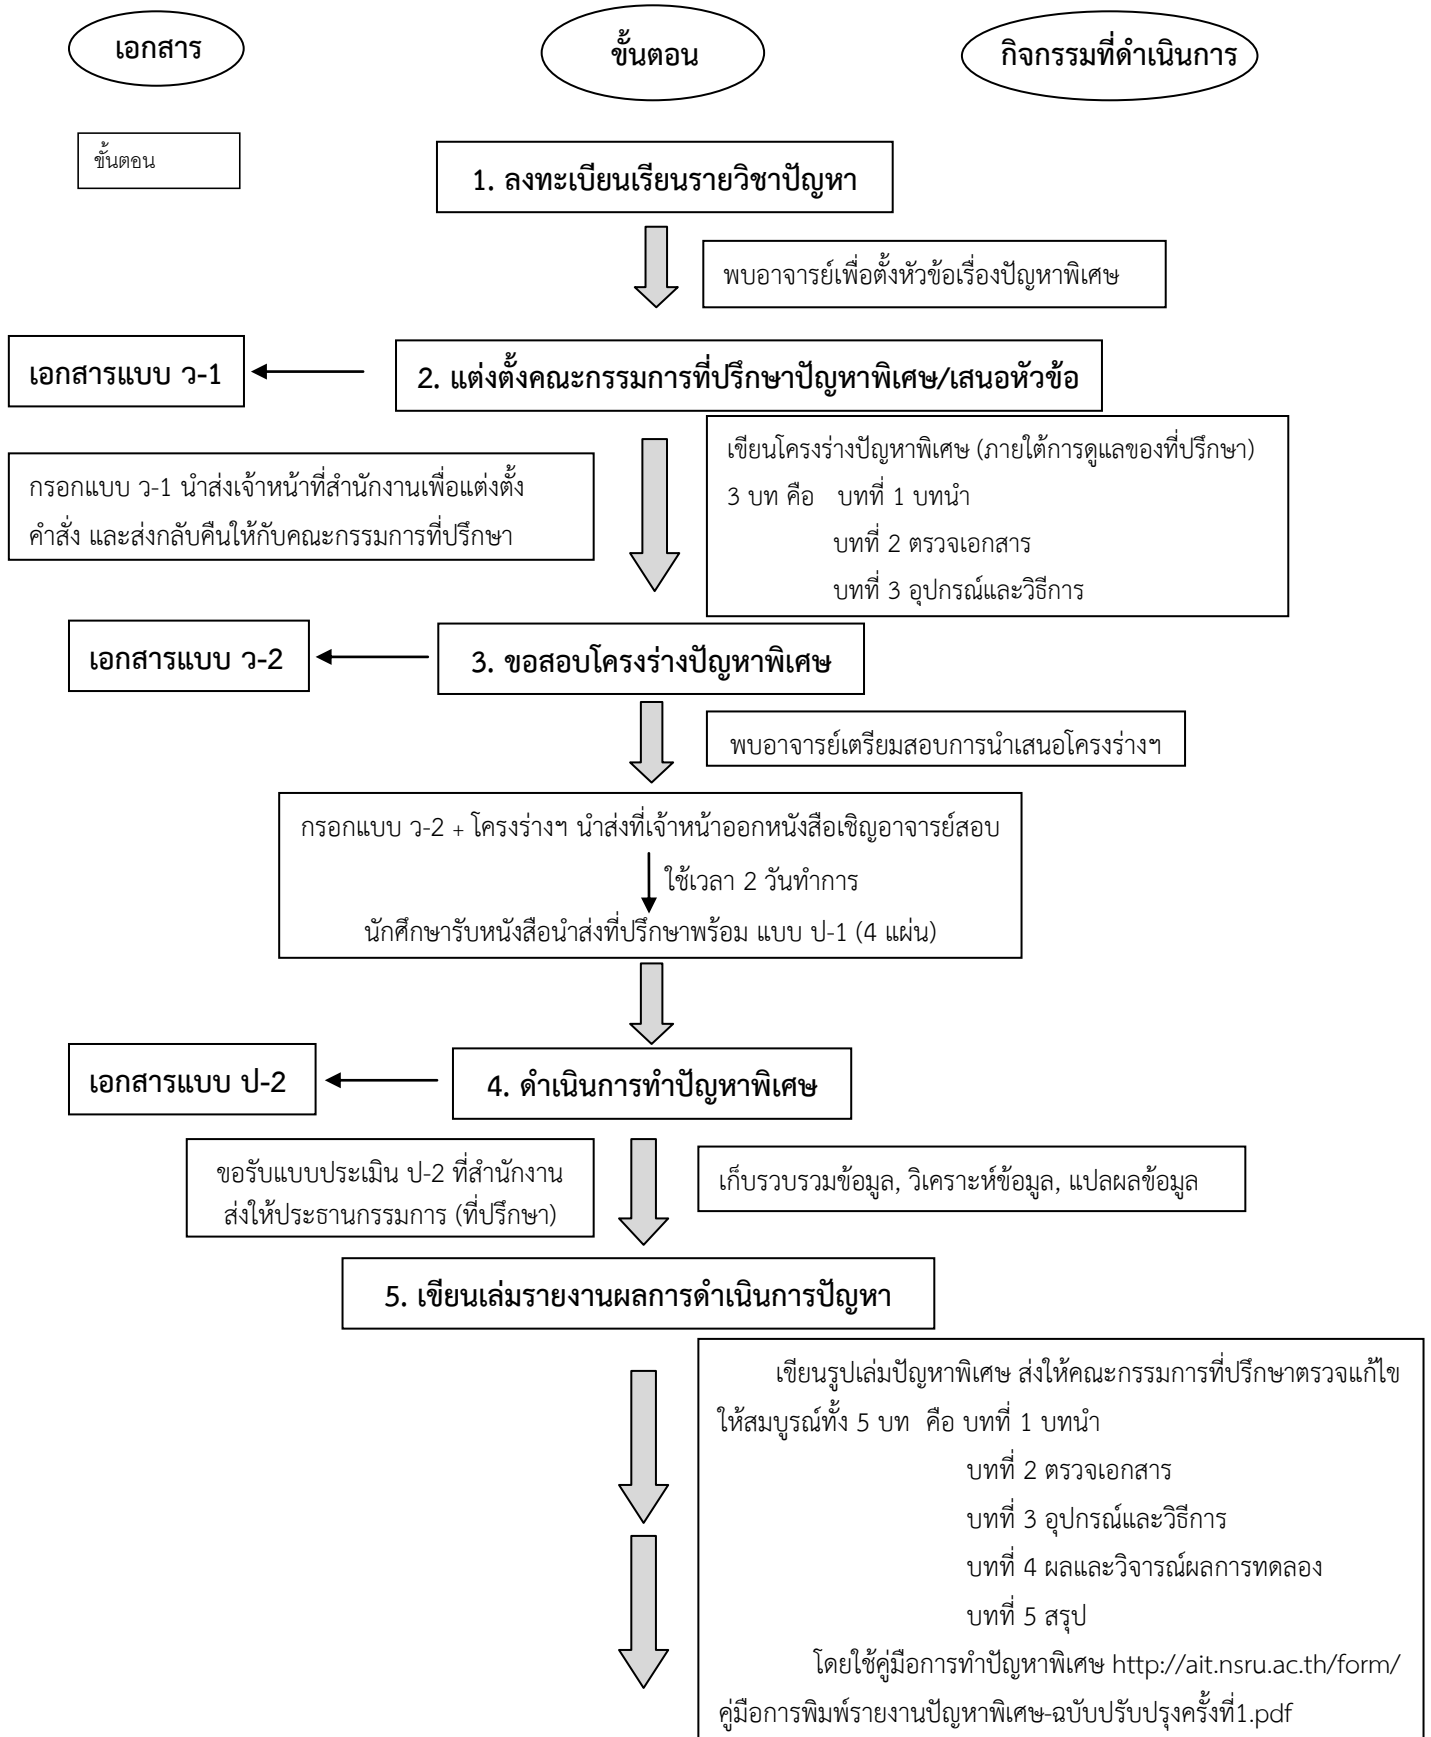 เอกสาร
ขั้นตอน
กิจกรรมที่ดำเนินการ
ขั้นตอน
1. ลงทะเบียนเรียนรายวิชาปัญหา
พบอาจารย์เพื่อตั้งหัวข้อเรื่องปัญหาพิเศษ
เอกสารแบบ ว-1
2. แต่งตั้งคณะกรรมการที่ปรึกษาปัญหาพิเศษ/เสนอหัวข้อ
กรอกแบบ ว-1 นำส่งเจ้าหน้าที่สำนักงานเพื่อแต่งตั้ง
คำสั่ง และส่งกลับคืนให้กับคณะกรรมการที่ปรึกษา
เขียนโครงร่างปัญหาพิเศษ (ภายใต้การดูแลของที่ปรึกษา)
3 บท คือ บทที่ 1 บทนำ
บทที่ 2 ตรวจเอกสาร
บทที่ 3 อุปกรณ์และวิธีการ
เอกสารแบบ ว-2
3. ขอสอบโครงร่างปัญหาพิเศษ
พบอาจารย์เตรียมสอบการนำเสนอโครงร่างฯ
กรอกแบบ ว-2 + โครงร่างฯ นำส่งที่เจ้าหน้าออกหนังสือเชิญอาจารย์สอบ
ใช้เวลา 2 วันทำการ
นักศึกษารับหนังสือนำส่งที่ปรึกษาพร้อม แบบ ป-1 (4 แผ่น)
เอกสารแบบ ป-2
4. ดำเนินการทำปัญหาพิเศษ
ขอรับแบบประเมิน ป-2 ที่สำนักงาน
ส่งให้ประธานกรรมการ (ที่ปรึกษา)
เก็บรวบรวมข้อมูล, วิเคราะห์ข้อมูล, แปลผลข้อมูล
5. เขียนเล่มรายงานผลการดำเนินการปัญหา
เขียนรูปเล่มปัญหาพิเศษ ส่งให้คณะกรรมการที่ปรึกษาตรวจแก้ไข
ให้สมบูรณ์ทั้ง 5 บท คือ บทที่ 1 บทนำ
บทที่ 2 ตรวจเอกสาร
บทที่ 3 อุปกรณ์และวิธีการ
บทที่ 4 ผลและวิจารณ์ผลการทดลอง
บทที่ 5 สรุป
โดยใช้คู่มือการทำปัญหาพิเศษ http://ait.nsru.ac.th/form/
คู่มือการพิมพ์รายงานปัญหาพิเศษ-ฉบับปรับปรุงครั้งที่1.pdf